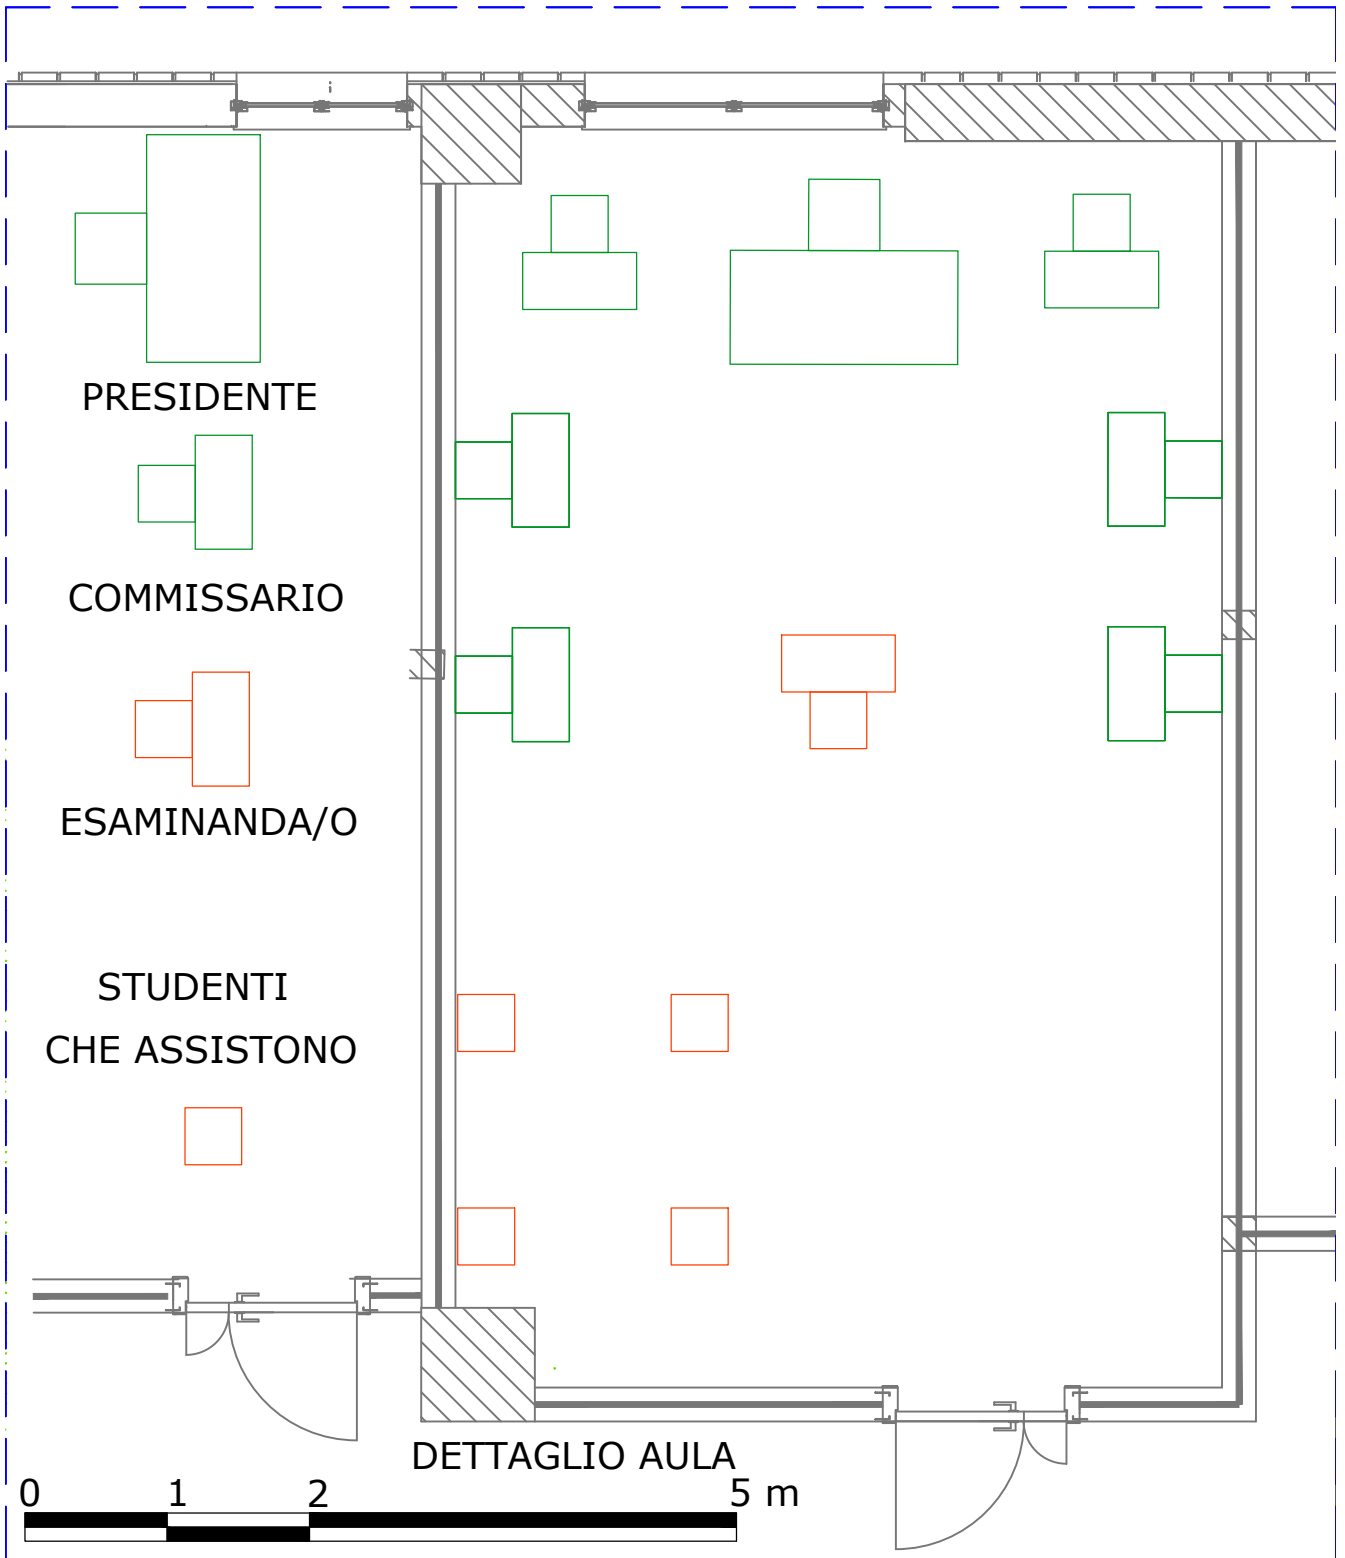 PRESIDENTE
COMMISSARIO
ESAMINANDA/O
STUDENTI
CHE ASSISTONO
DETTAGLIO AULA
0 1 2 5 m